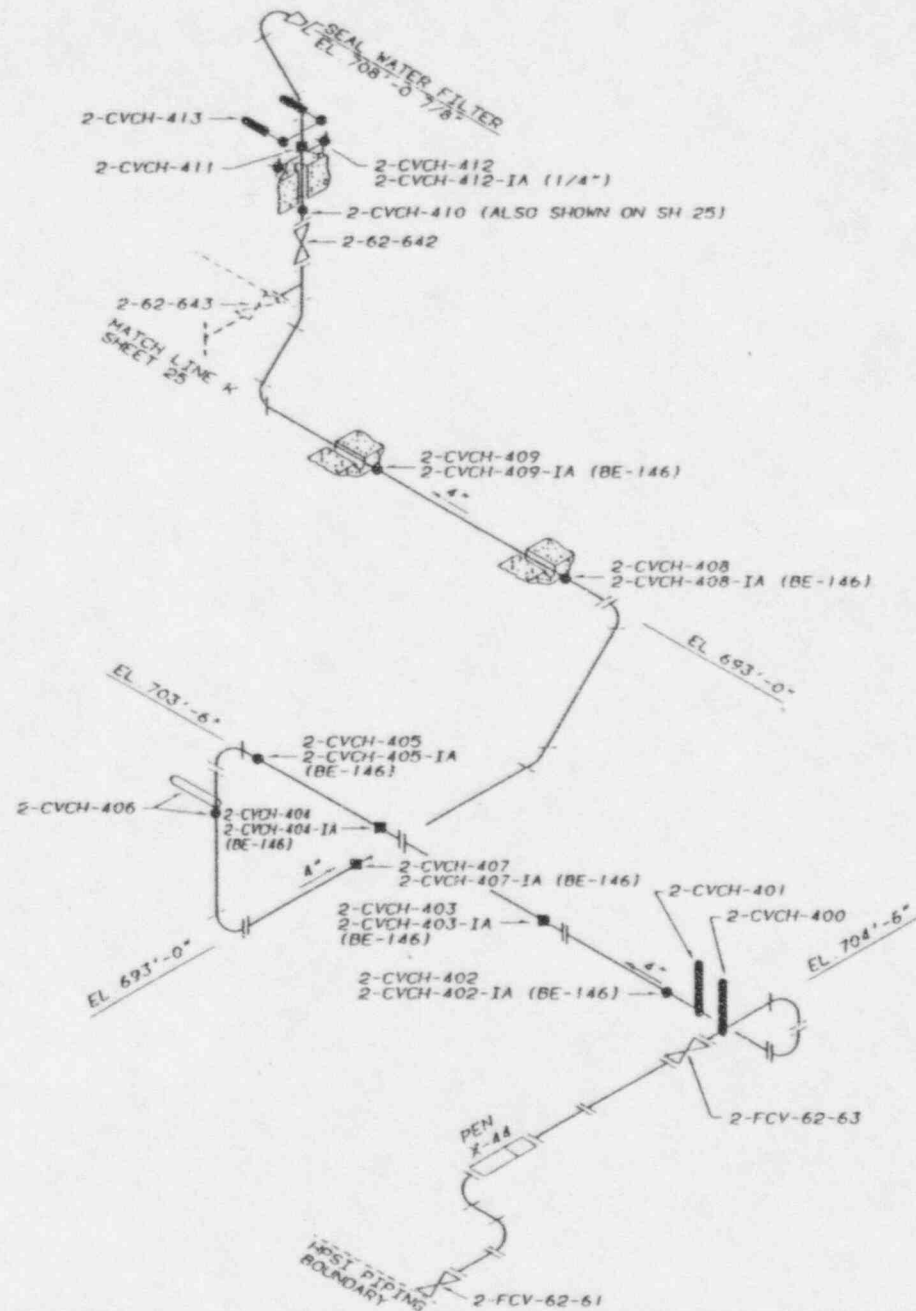 SEAL WATER FILTER
EL 708'-0 7/8"
2-CVCH-413
2-CVCH-411
2-CVCH-412
2-CVCH-412-IA (1/4")
2-CVCH-410 (ALSO SHOWN ON SH 25)
2-62-642
2-62-643
MATCH LINE K
SHEET 25
2-CVCH-409
2-CVCH-409-IA (BE-146)
4"
2-CVCH-408
2-CVCH-408-IA (BE-146)
EL 693'-0"
EL 703'-6"
2-CVCH-405
2-CVCH-405-IA
(BE-146)
2-CVCH-406
2-CVCH-404
2-CVCH-404-IA
(BE-146)
4"
2-CVCH-407
2-CVCH-407-IA (BE-146)
2-CVCH-401
2-CVCH-400
2-CVCH-403
2-CVCH-403-IA
(BE-146)
EL 693'-0"
EL 704'-6"
4"
2-CVCH-402
2-CVCH-402-IA (BE-146)
2-FCV-62-63
PEN
X-44
HPSI PIPING
BOUNDARY
2-FCV-62-61